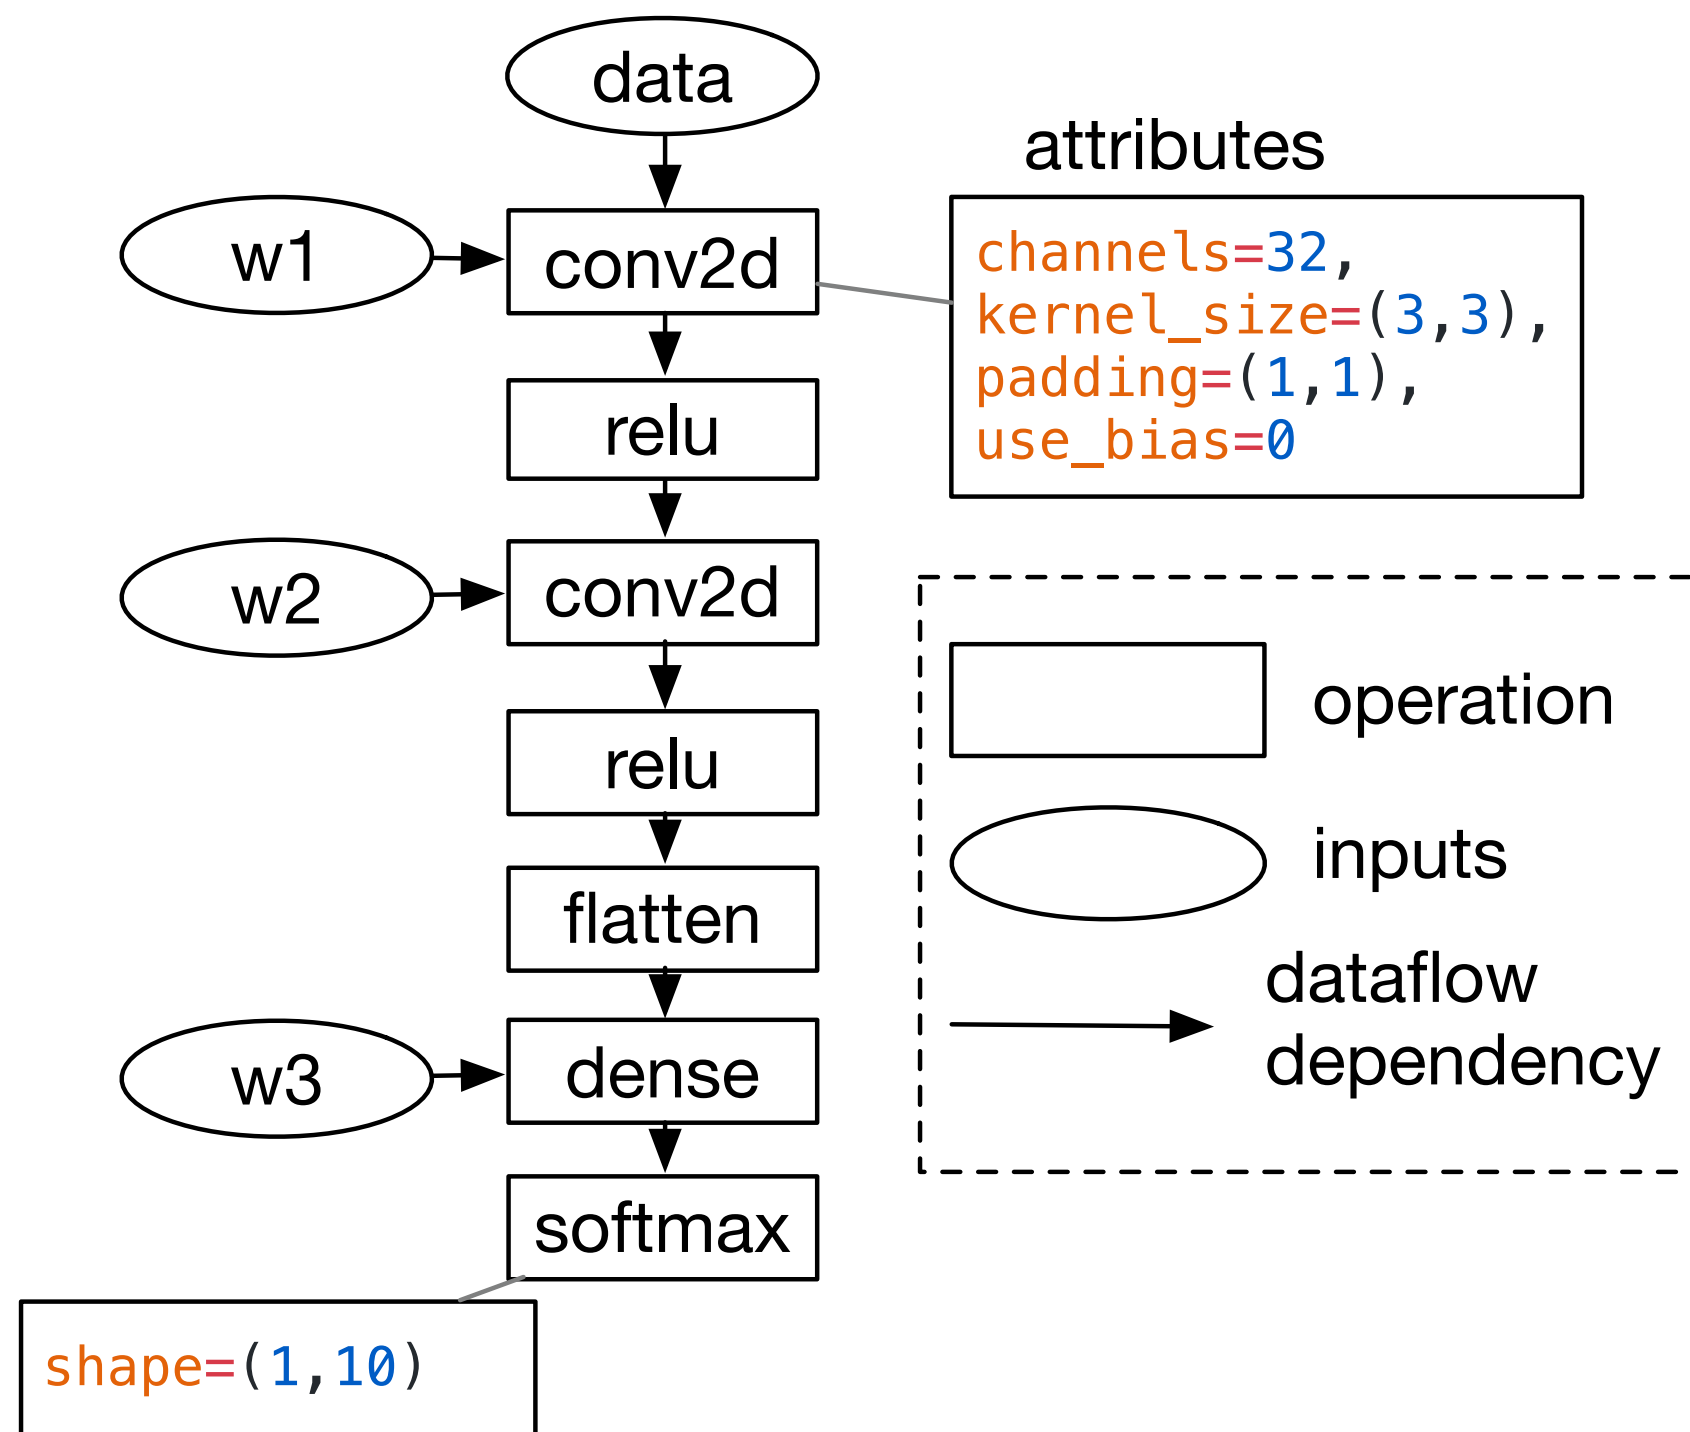 data
attributes
w1
conv2d
channels=32,
kernel_size=(3,3),
padding=(1,1),
use_bias=0
relu
w2
conv2d
relu
operation
inputs
flatten
dataflow
dependency
w3
dense
softmax
shape=(1,10)